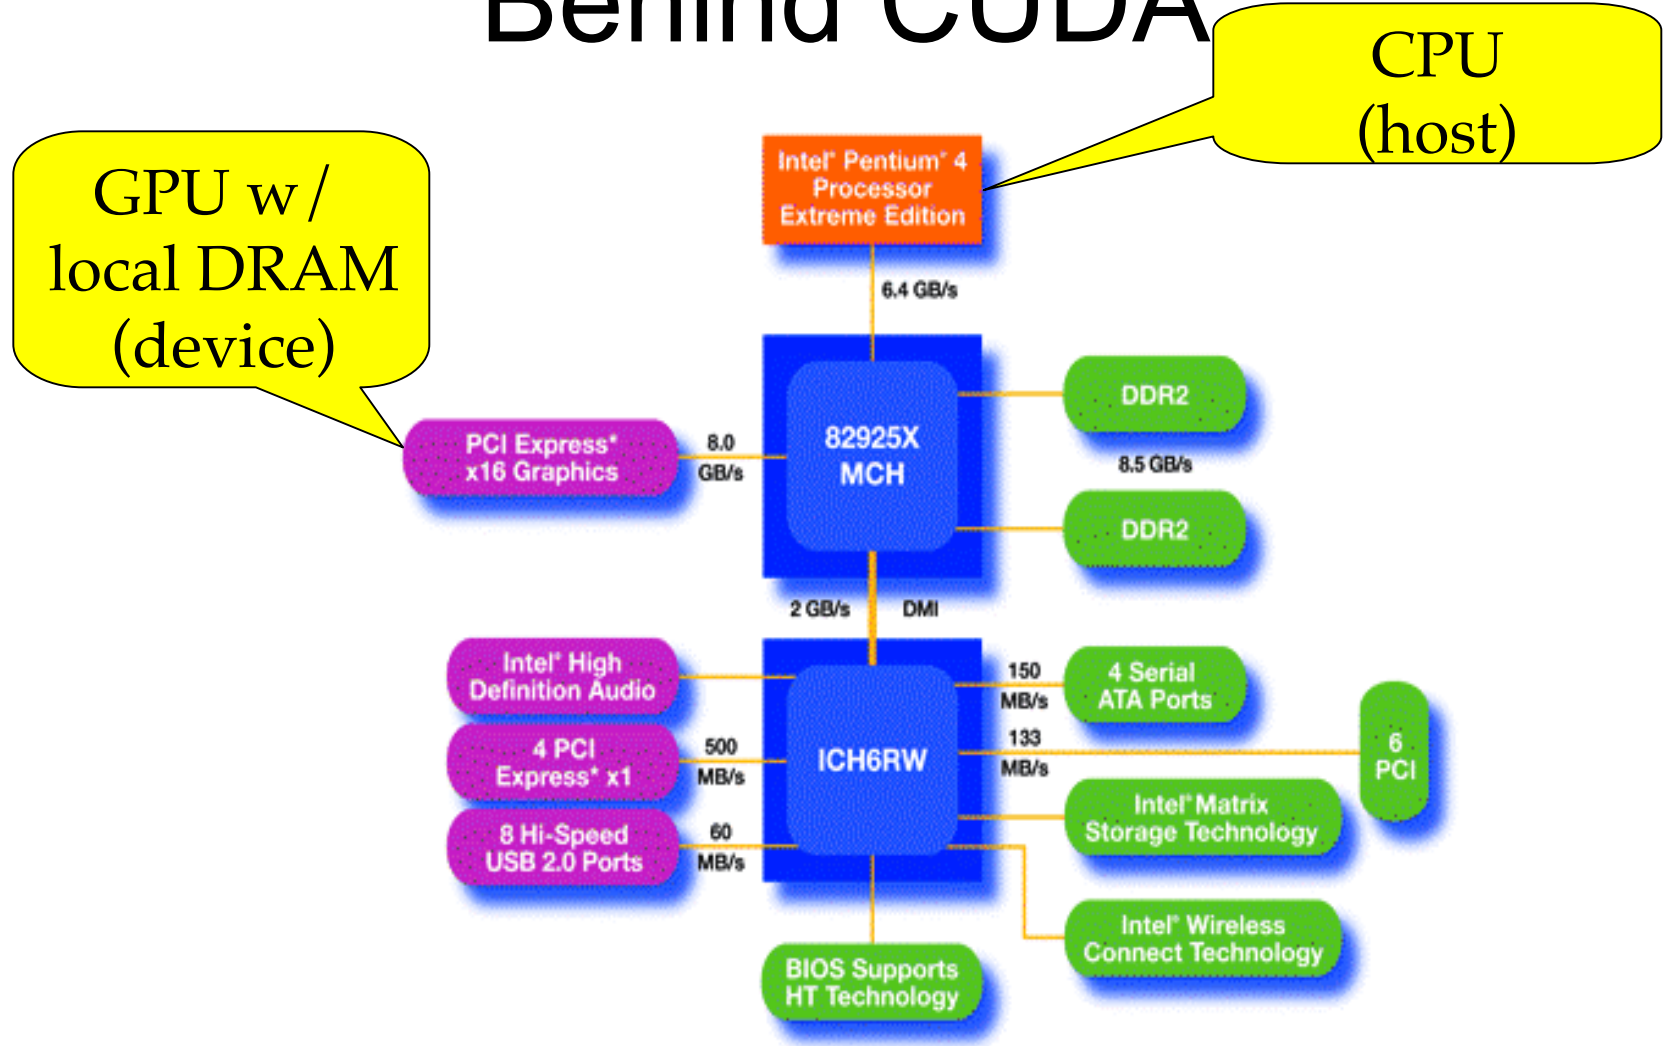 Behind CUDA
CPU
(host)
GPU w/
local DRAM
(device)
Intel® Pentium® 4
Processor
Extreme Edition
6.4 GB/s
PCI Express*
x16 Graphics
8.0
GB/s
82925X
MCH
DDR2
8.5 GB/s
DDR2
2 GB/s
DMI
Intel® High
Definition Audio
4 PCI
Express* x1
500
MB/s
8 Hi-Speed
USB 2.0 Ports
60
MB/s
ICH6RW
150
MB/s
4 Serial
ATA Ports
133
MB/s
6
PCI
Intel® Matrix
Storage Technology
Intel® Wireless
Connect Technology
BIOS Supports
HT Technology